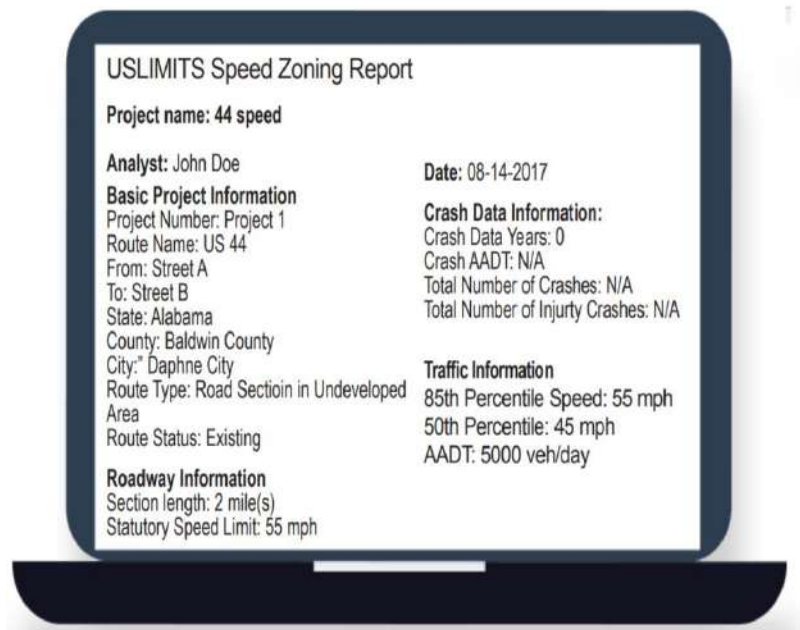 USLIMITS Speed Zoning Report
Project name: 44 speed
Analyst: John Doe
Basic Project Information
Project Number: Project 1
Route Name: US 44
From: Street A
To: Street B
State: Alabama
County: Baldwin County
City:" Daphne City
Route Type: Road Sectioin in Undeveloped
Area
Route Status: Existing
Roadway Information
Section length: 2 mile(s)
Statutory Speed Limit: 55 mph
Date: 08-14-2017
Crash Data Information:
Crash Data Years: 0
Crash AADT: N/A
Total Number of Crashes: N/A
Total Number of Injurty Crashes: N/A
Traffic Information
85th Percentile Speed: 55 mph
50th Percentile: 45 mph
AADT: 5000 veh/day